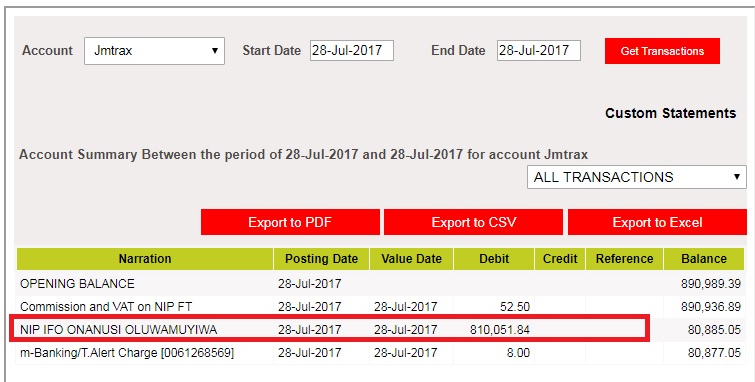 Account Jmtrax Start Date 28-Jul-2017 End Date 28-Jul-2017 Get Transactions
Custom Statements
Account Summary Between the period of 28-Jul-2017 and 28-Jul-2017 for account Jmtrax
ALL TRANSACTIONS
Export to PDF Export to CSV Export to Excel
Narration Posting Date Value Date Debit Credit Reference Balance
OPENING BALANCE 28-Jul-2017 890,989.39
Commission and VAT on NIP FT 28-Jul-2017 28-Jul-2017 52.50 890,936.89
NIP IFO ONANUSI OLUWAMUYIWA 28-Jul-2017 28-Jul-2017 810,051.84 80,885.05
m-Banking/T.Alert Charge [0061268569] 28-Jul-2017 28-Jul-2017 8.00 80,877.05